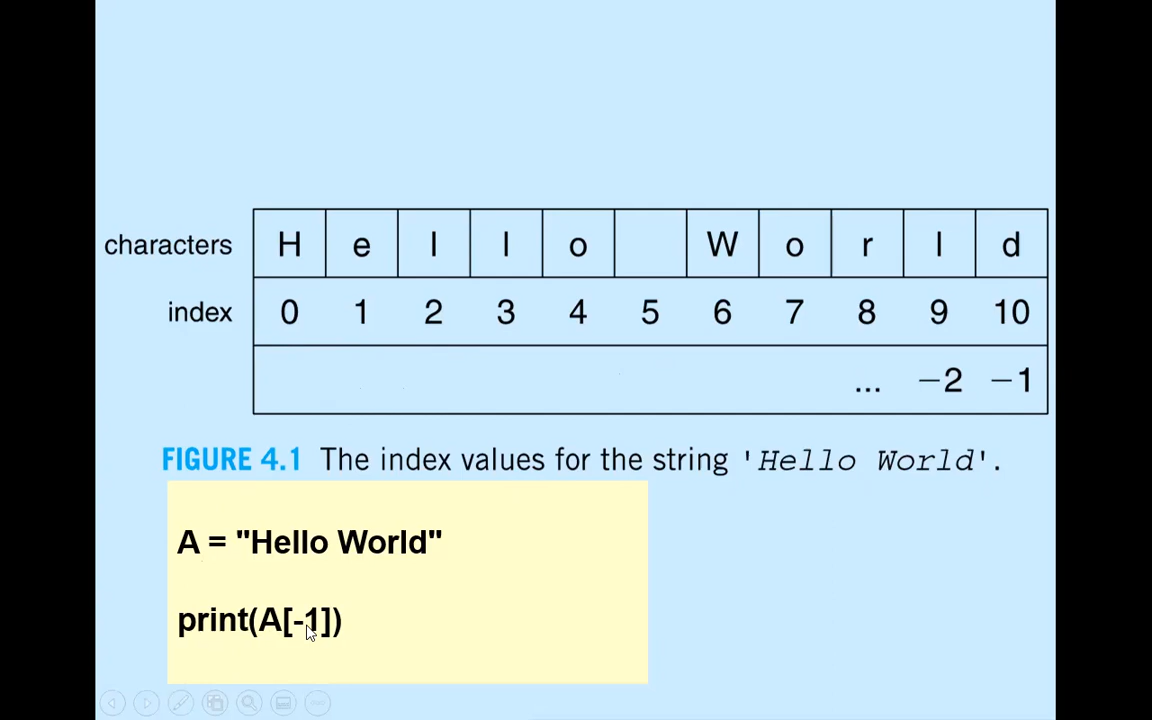 characters H e l l o W o r l d
index 0 1 2 3 4 5 6 7 8 9 10
... −2 −1
FIGURE 4.1 The index values for the string 'Hello World'.
A = "Hello World"
print(A[-1])